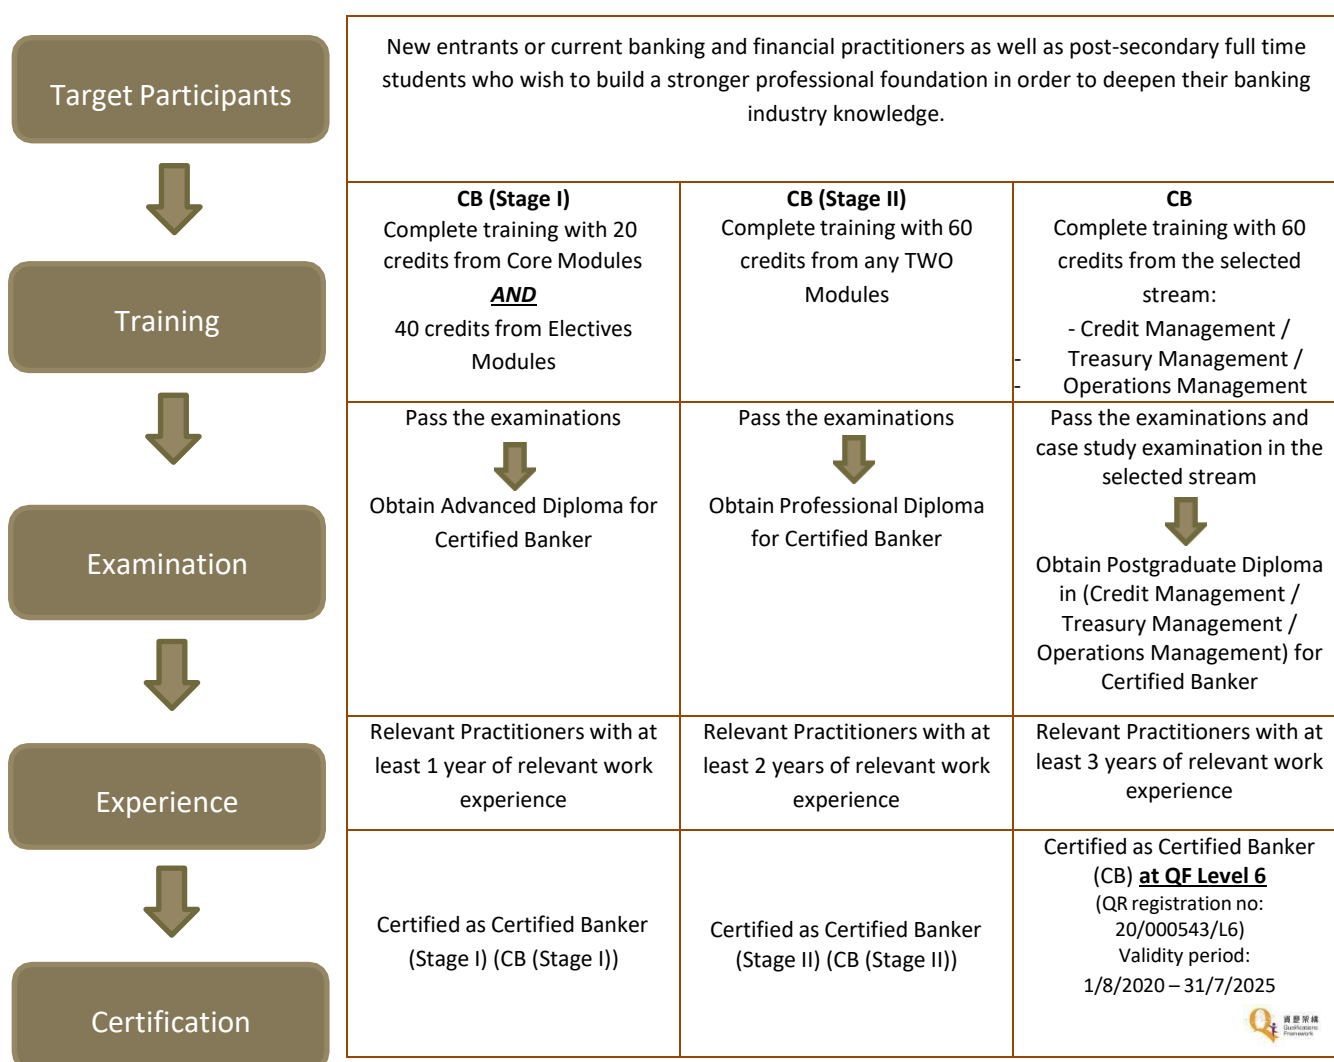 Target Participants
New entrants or current banking and financial practitioners as well as post-secondary full time
students who wish to build a stronger professional foundation in order to deepen their banking
industry knowledge.
Training
CB (Stage I)
Complete training with 20
credits from Core Modules
AND
40 credits from Electives
Modules
CB (Stage II)
Complete training with 60
credits from any TWO
Modules
CB
Complete training with 60
credits from the selected
stream:
- Credit Management /
- Treasury Management /
- Operations Management
Examination
Pass the examinations
Obtain Advanced Diploma for
Certified Banker
Pass the examinations
Obtain Professional Diploma
for Certified Banker
Pass the examinations and
case study examination in the
selected stream
Obtain Postgraduate Diploma
in (Credit Management /
Treasury Management /
Operations Management) for
Certified Banker
Experience
Relevant Practitioners with at
least 1 year of relevant work
experience
Relevant Practitioners with at
least 2 years of relevant work
experience
Relevant Practitioners with at
least 3 years of relevant work
experience
Certification
Certified as Certified Banker
(Stage I) (CB (Stage I))
Certified as Certified Banker
(Stage II) (CB (Stage II))
Certified as Certified Banker
(CB) at QF Level 6
(QR registration no:
20/000543/L6)
Validity period:
1/8/2020 – 31/7/2025
資歷架構
Qualifications
Framework